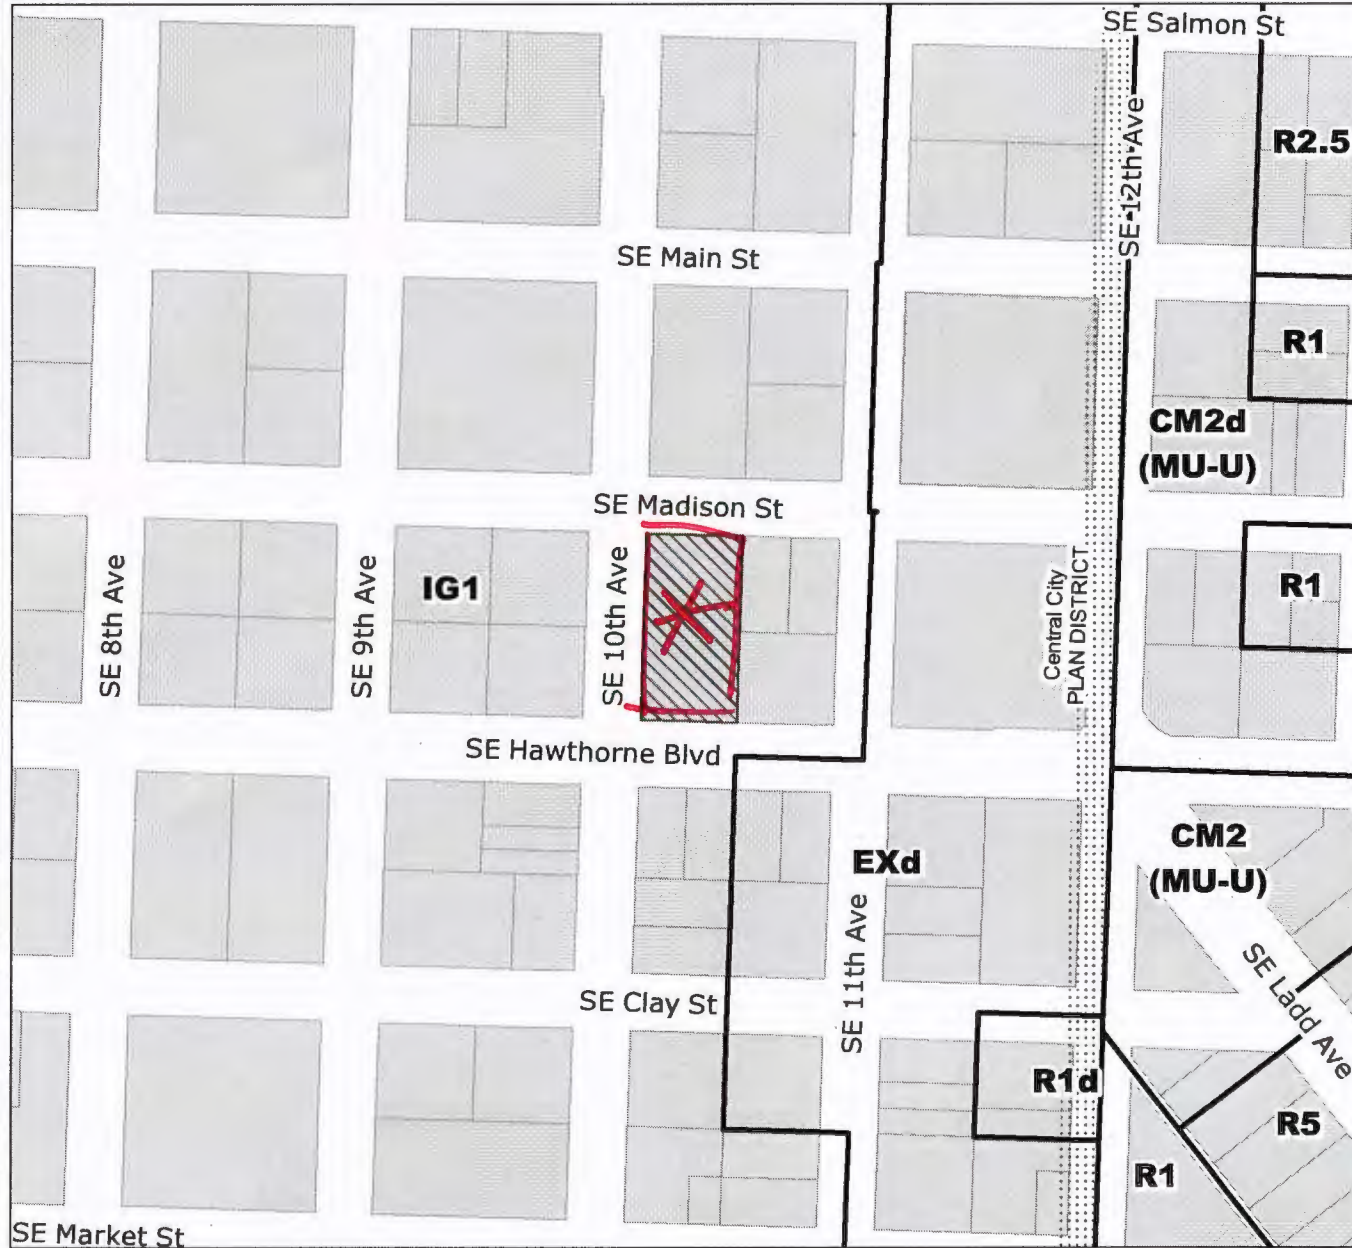 SE Salmon St
SE 12th Ave
R2.5
SE Main St
R1
CM2d
(MU-U)
SE Madison St
SE 8th Ave
SE 9th Ave
IG1
SE 10th Ave
Central City
PLAN DISTRICT
R1
SE Hawthorne Blvd
EXd
CM2
(MU-U)
SE 11th Ave
SE Ladd Ave
SE Clay St
R1d
R5
R1
SE Market St